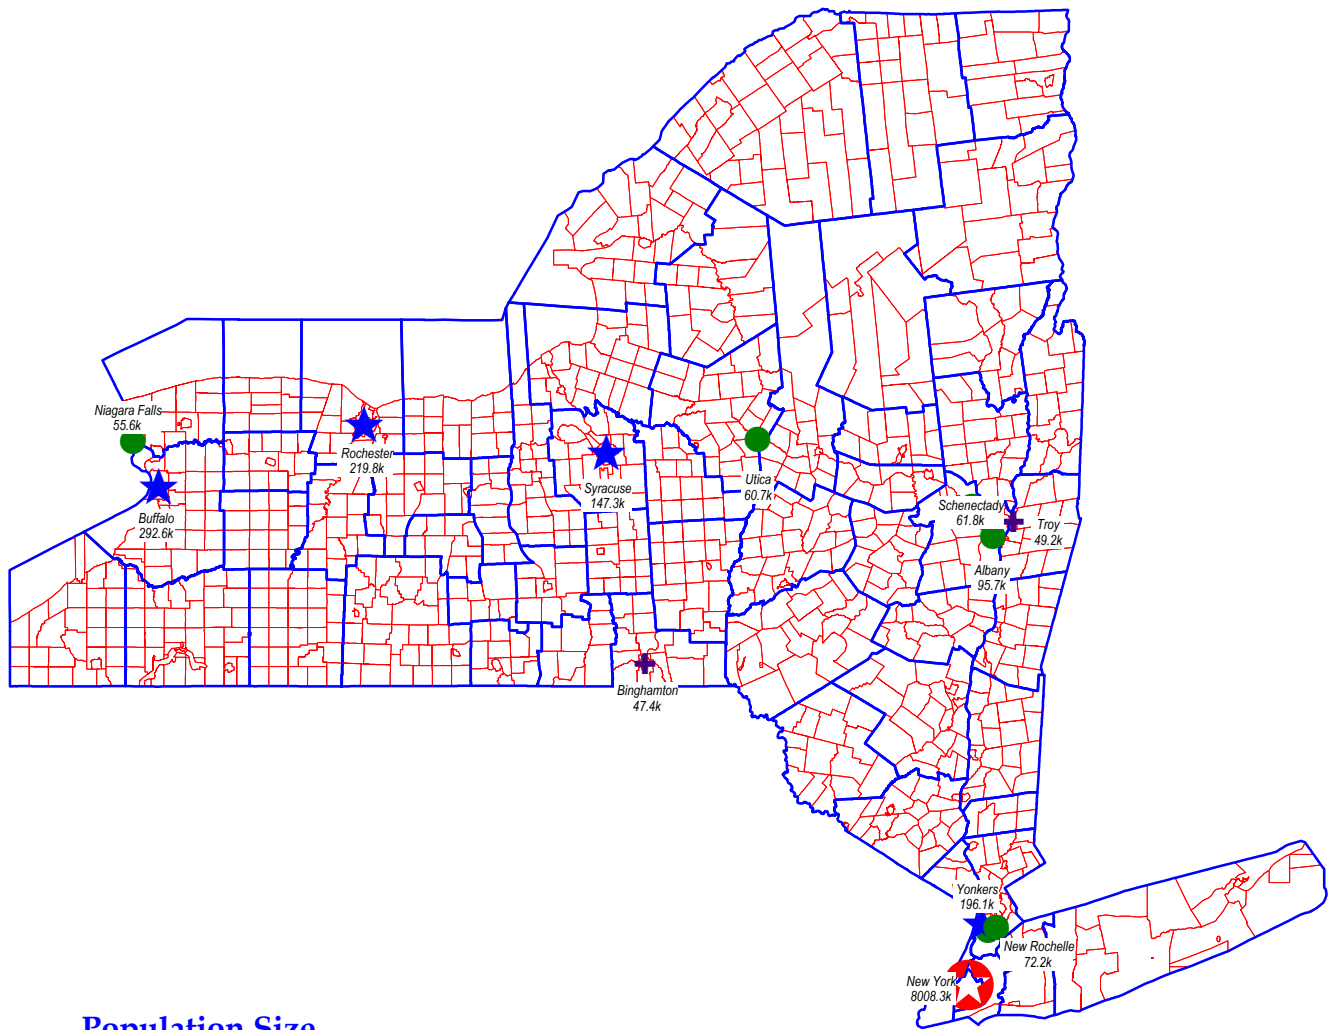 Niagara Falls
55.6k
Rochester
219.8k
Buffalo
292.6k
Syracuse
147.3k
Utica
60.7k
Schenectady
61.8k
Troy
49.2k
Albany
95.7k
Binghamton
47.4k
Yonkers
196.1k
New Rochelle
72.2k
New York
8008.3k
Population Size